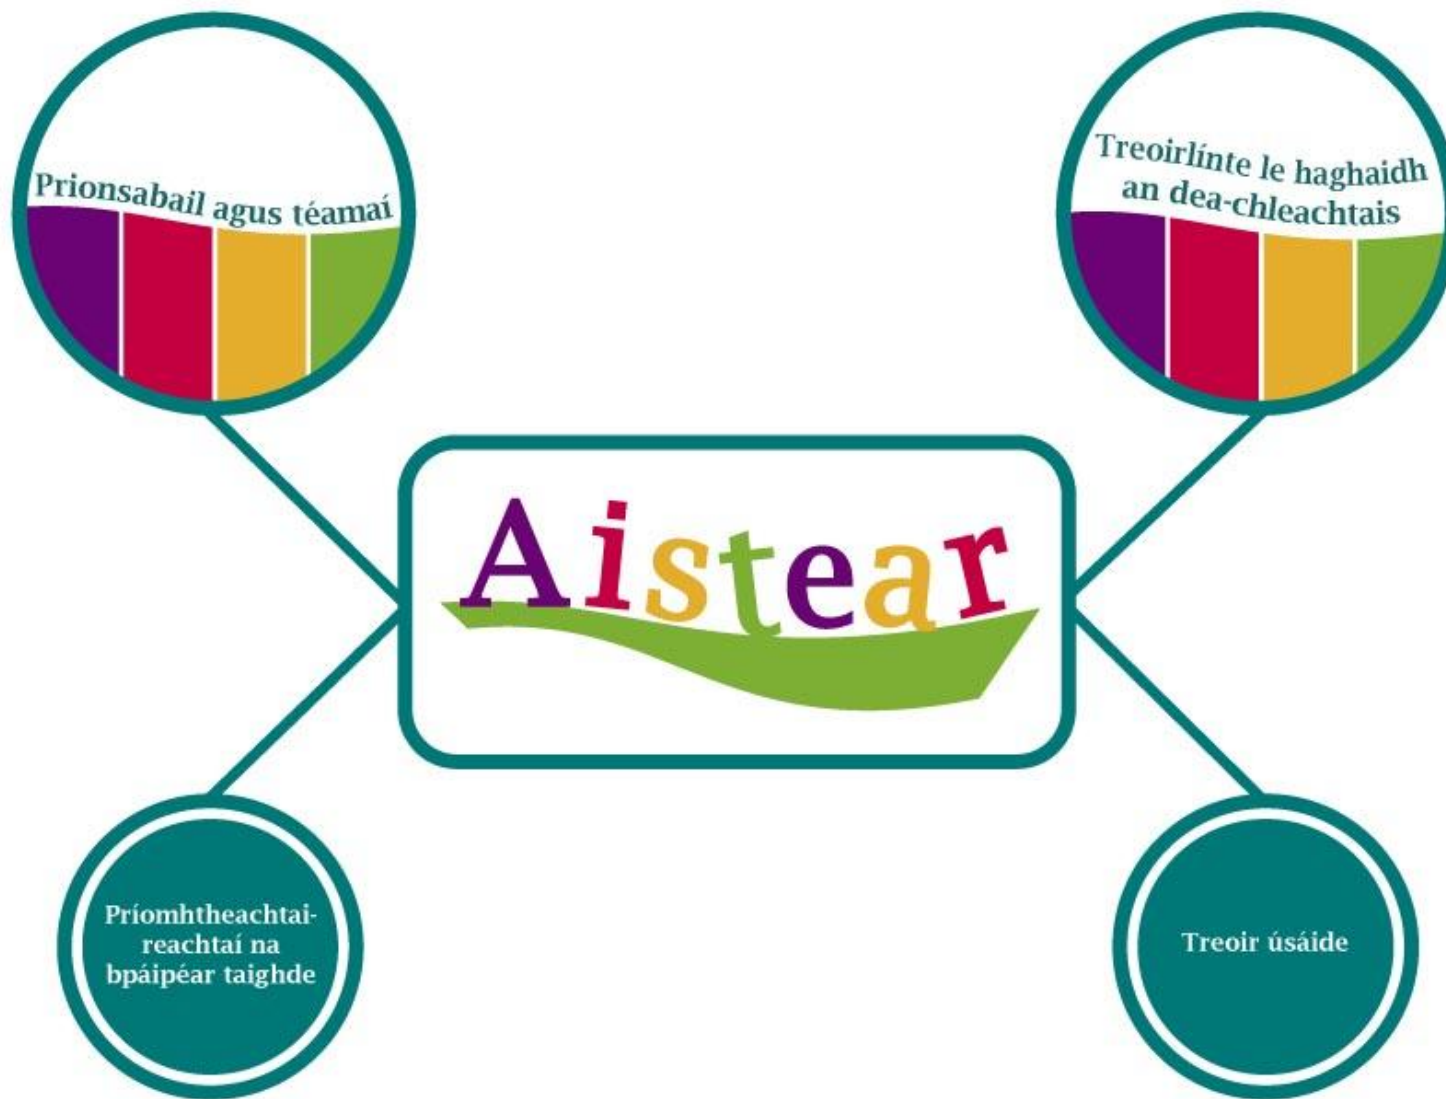 Prionsabail agus téamaí
Treoirlínte le haghaidh
an dea-chleachtais
Aistear
Príomhtheachtai-
reachtaí na
bpáipéar taighde
Treoir úsáide